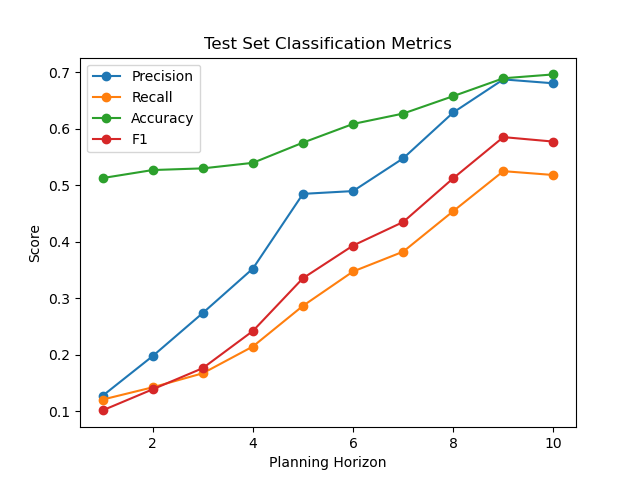 Test Set Classification Metrics
Precision
Recall
Accuracy
F1
Score
0.7
0.6
0.5
0.4
0.3
0.2
0.1
2 4 6 8 10
Planning Horizon